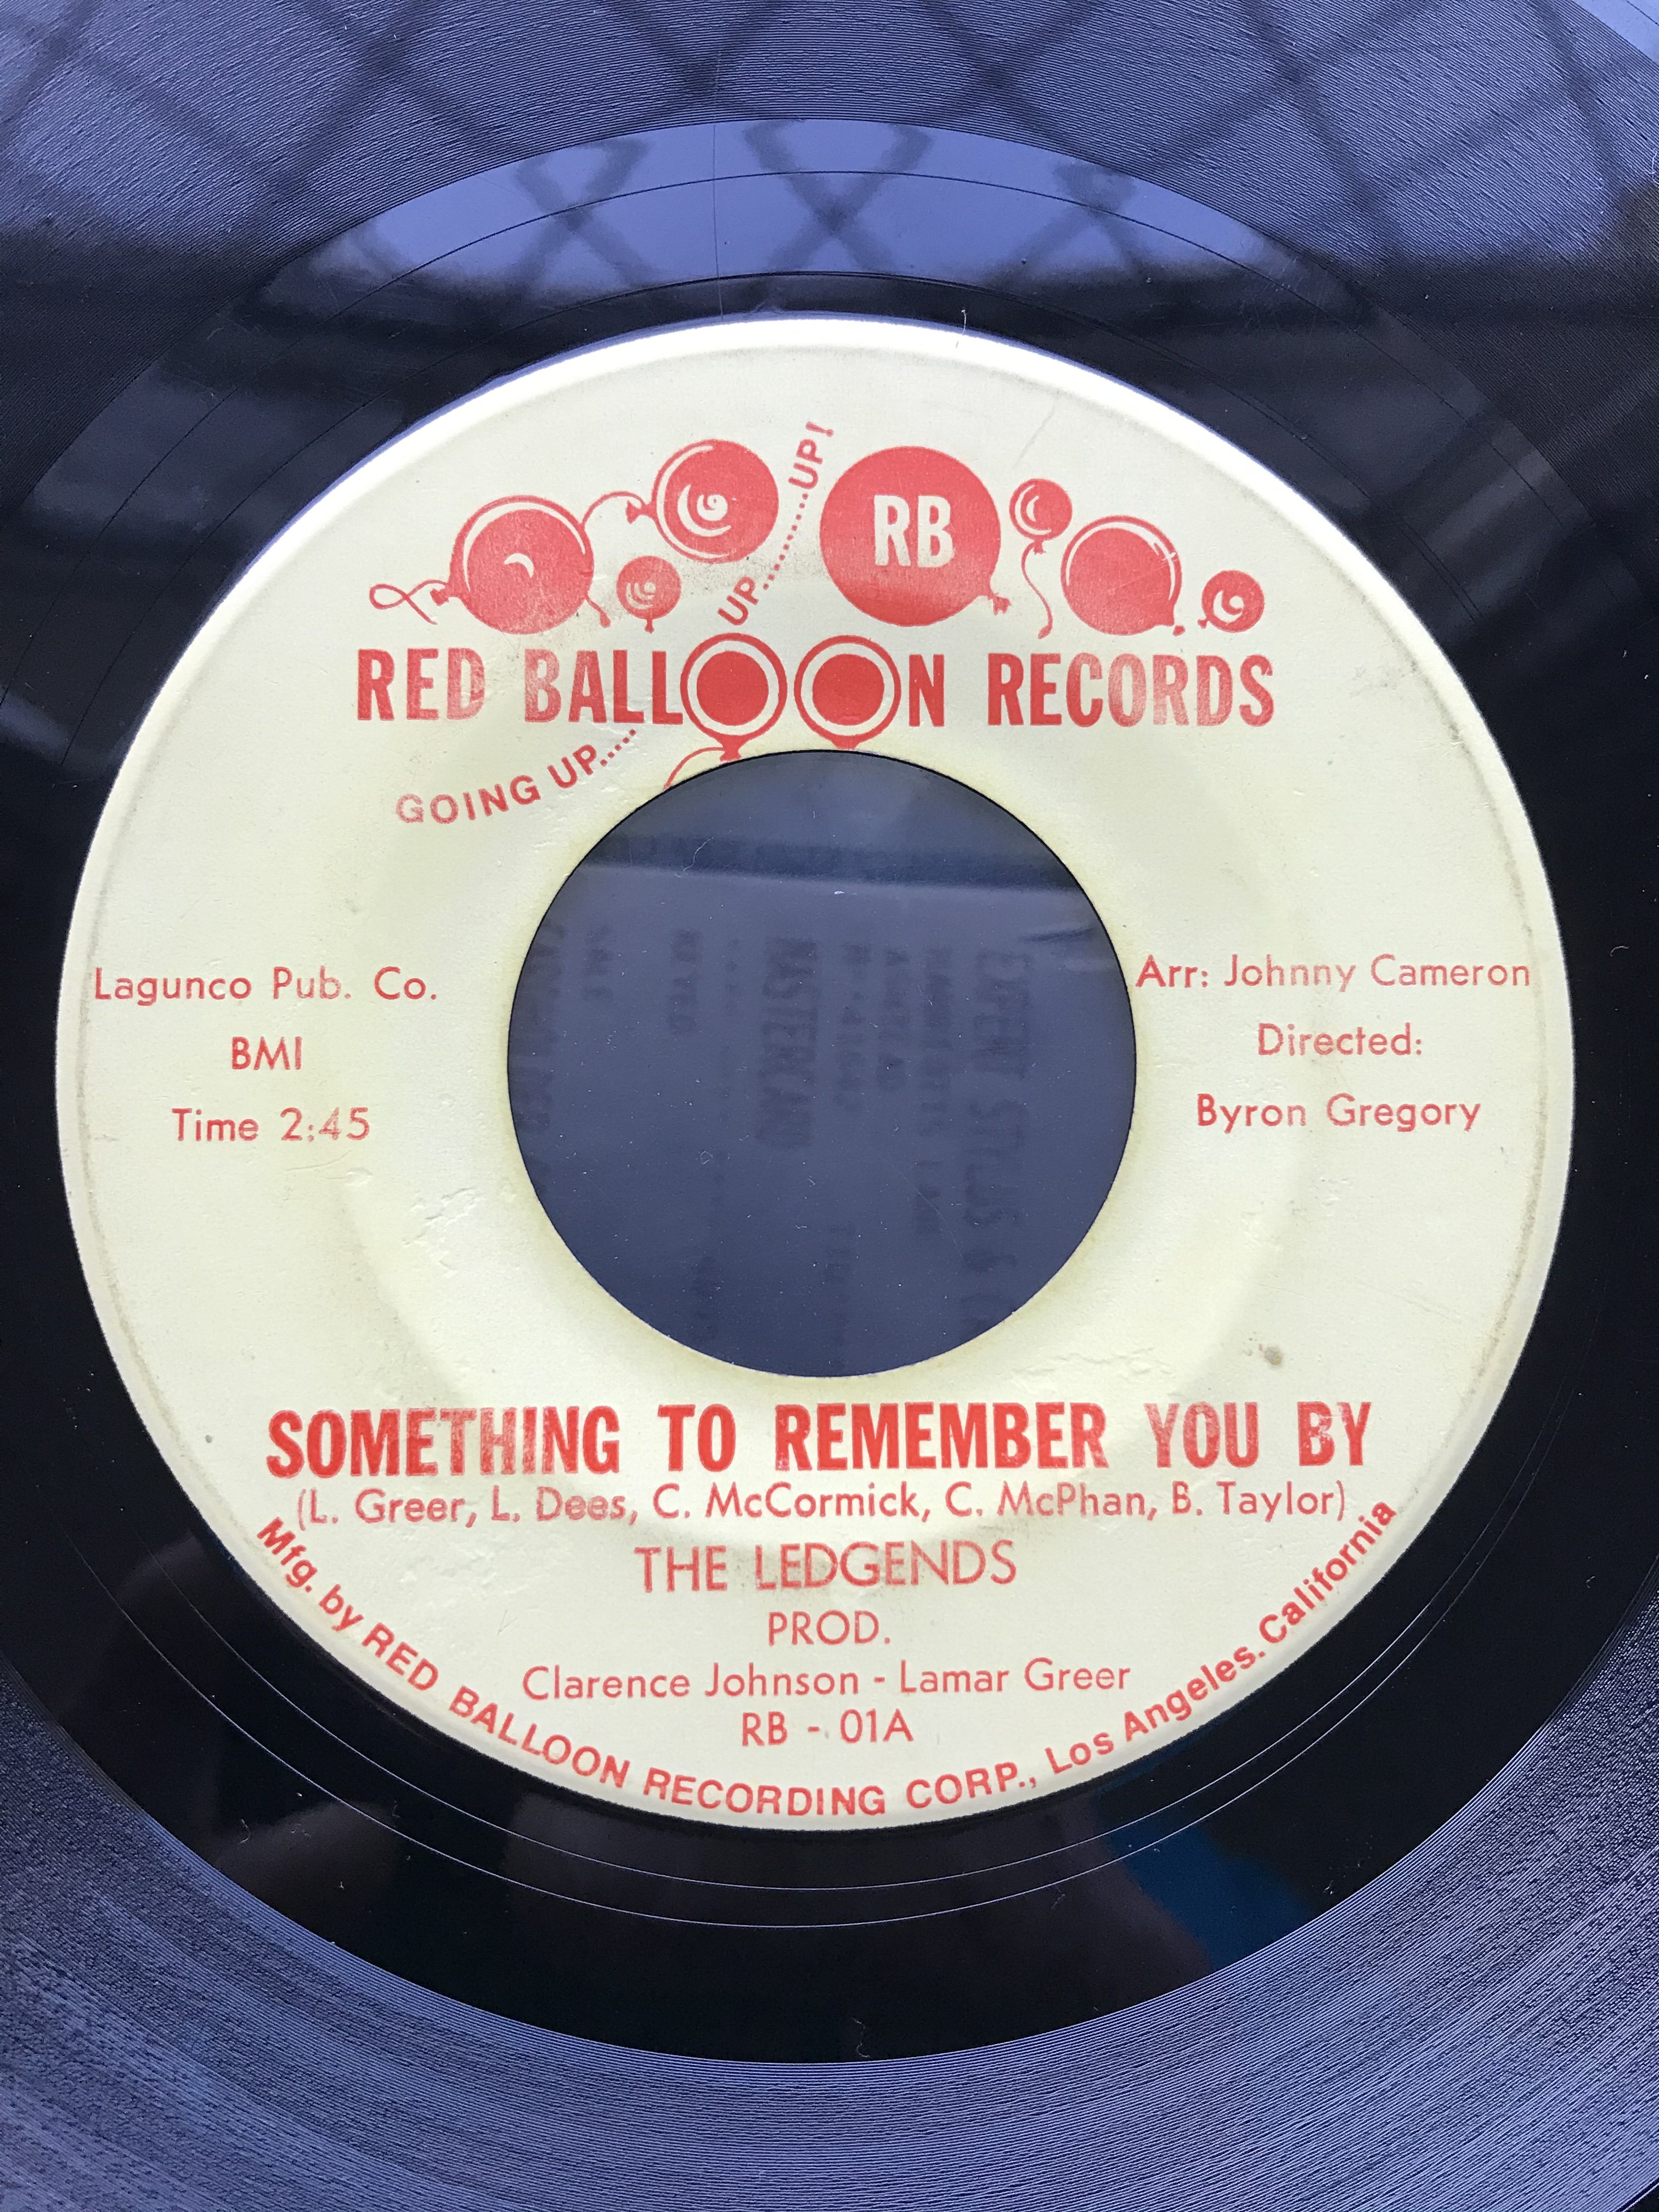 UP.......UP!
RB
RED BALLOON RECORDS
GOING UP.....
Lagunco Pub. Co.
BMI
Time 2:45
Arr: Johnny Cameron
Directed:
Byron Gregory
SOMETHING TO REMEMBER YOU BY
(L. Greer, L. Dees, C. McCormick, C. McPhan, B. Taylor)
THE LEDGENDS
PROD.
Clarence Johnson - Lamar Greer
RB - 01A
Mfg. by RED BALLOON RECORDING CORP., Los Angeles. California
MASTERCARD